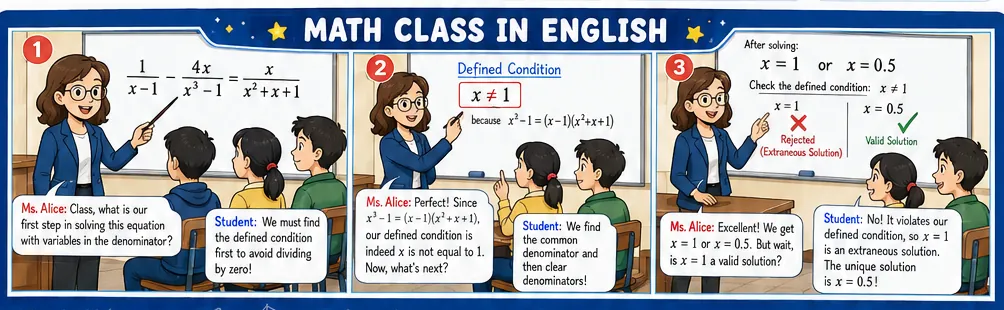 MATH CLASS IN ENGLISH
1
1/(x−1) − 4x/(x³−1) = x/(x²+x+1)
Ms. Alice: Class, what is our
first step in solving this equation
with variables in the denominator?
Student: We must find
the defined condition
first to avoid dividing
by zero!
2
Defined Condition
x ≠ 1
because x³−1=(x−1)(x²+x+1)
Ms. Alice: Perfect! Since
x³−1=(x−1)(x²+x+1),
our defined condition is
indeed x is not equal to 1.
Now, what's next?
Student: We find
the common
denominator and
then clear
denominators!
3
After solving:
x = 1 or x = 0.5
Check the defined condition: x ≠ 1
x = 1
Rejected
(Extraneous Solution)
x = 0.5
Valid Solution
Ms. Alice: Excellent! We get
x = 1 or x = 0.5. But wait,
is x = 1 a valid solution?
Student: No! It violates our
defined condition, so x = 1
is an extraneous solution.
The unique solution
is x = 0.5!